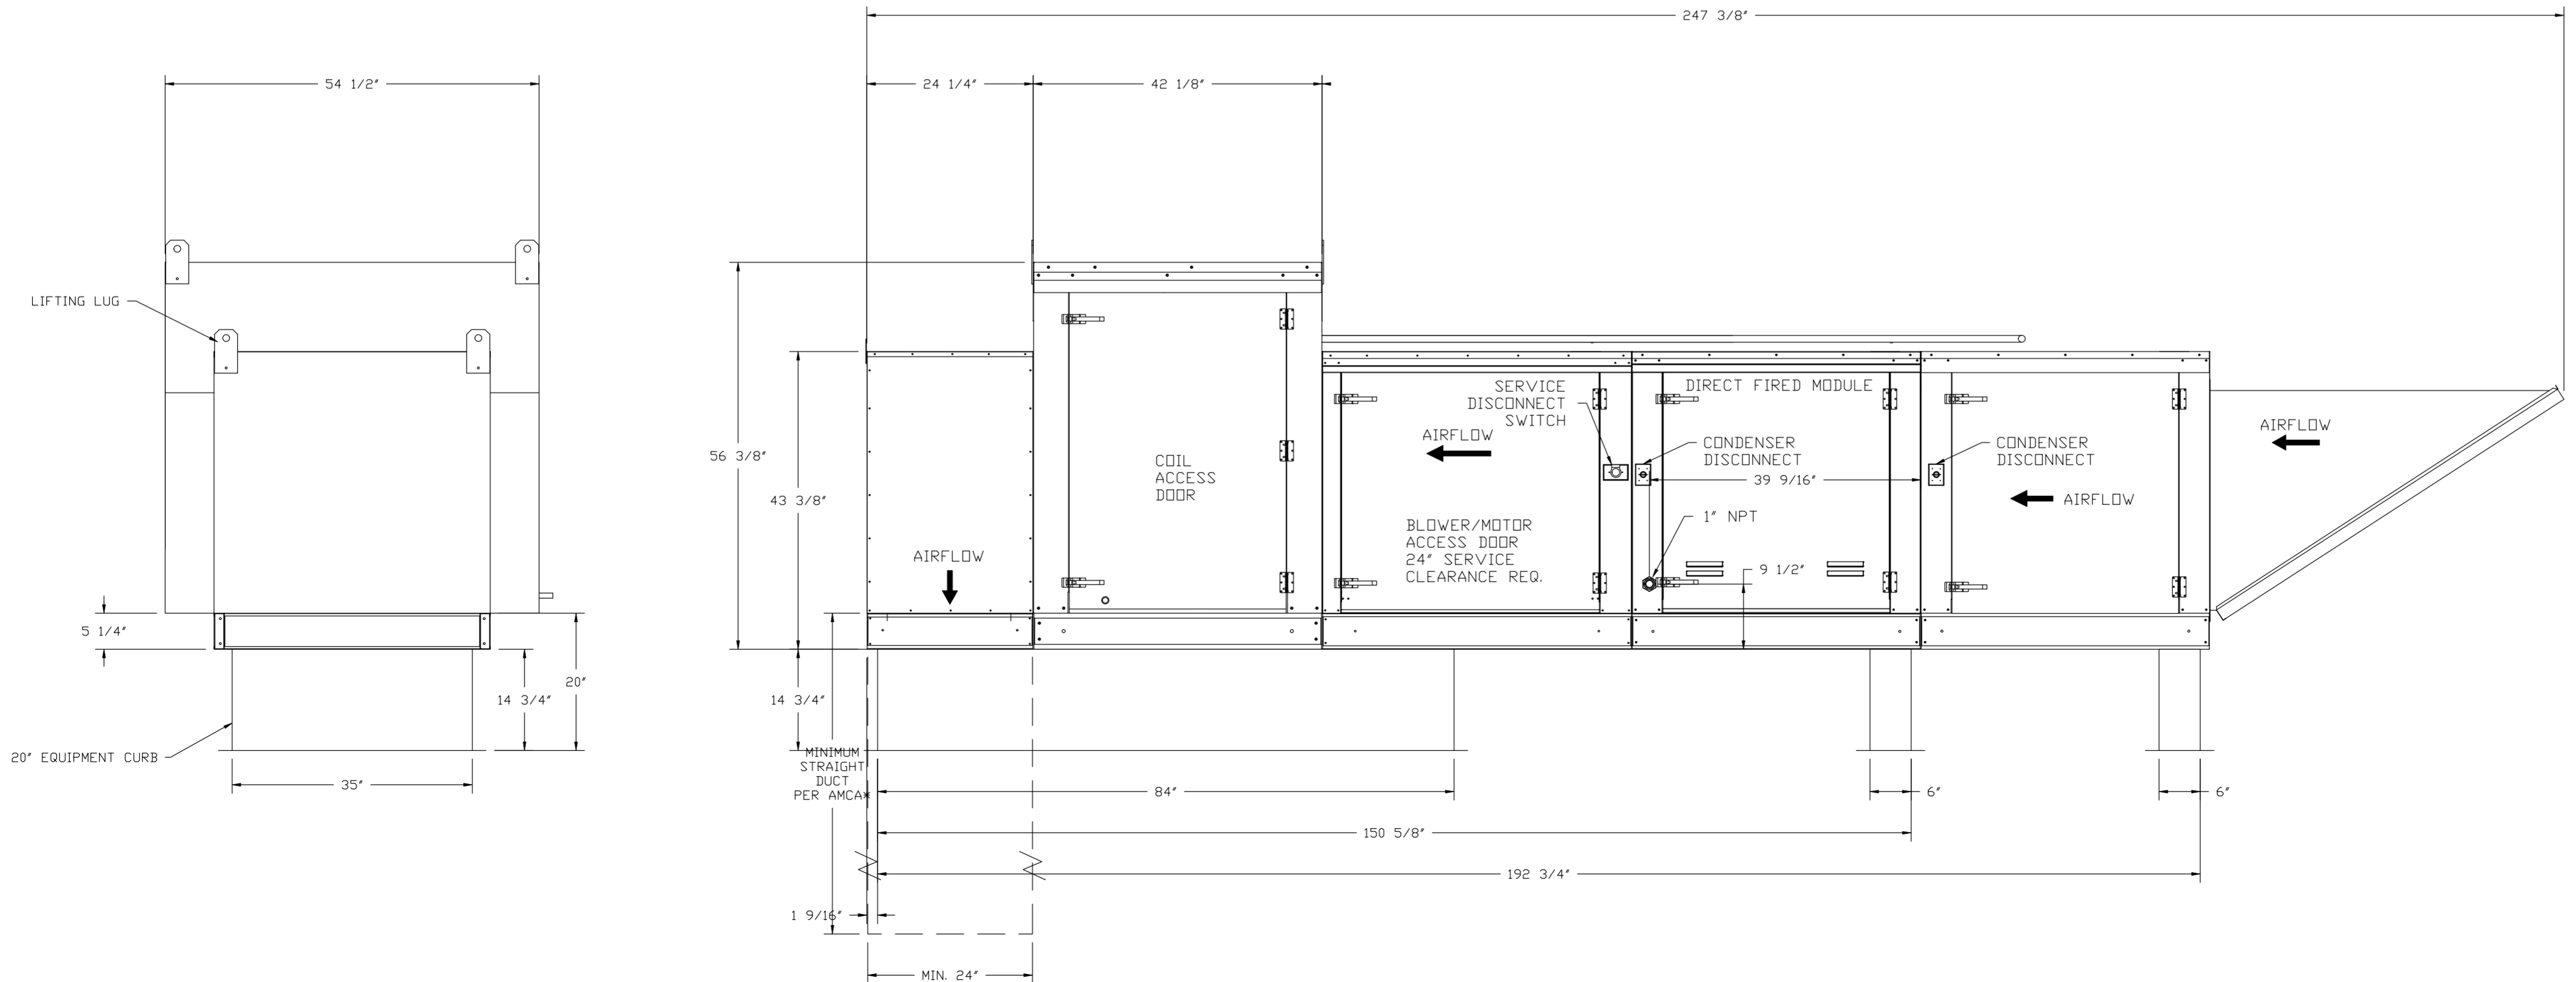 247 3/8"
54 1/2"
24 1/4"
42 1/8"
LIFTING LUG
56 3/8"
43 3/8"
5 1/4"
14 3/4"
20"
20" EQUIPMENT CURB
35"
COIL
ACCESS
DOOR
AIRFLOW
SERVICE
DISCONNECT
SWITCH
AIRFLOW
BLOWER/MOTOR
ACCESS DOOR
24" SERVICE
CLEARANCE REQ.
DIRECT FIRED MODULE
CONDENSER
DISCONNECT
39 9/16"
1" NPT
9 1/2"
CONDENSER
DISCONNECT
AIRFLOW
AIRFLOW
14 3/4"
MINIMUM
STRAIGHT
DUCT
PER AMCA*
84"
6"
6"
150 5/8"
192 3/4"
1 9/16"
MIN. 24"